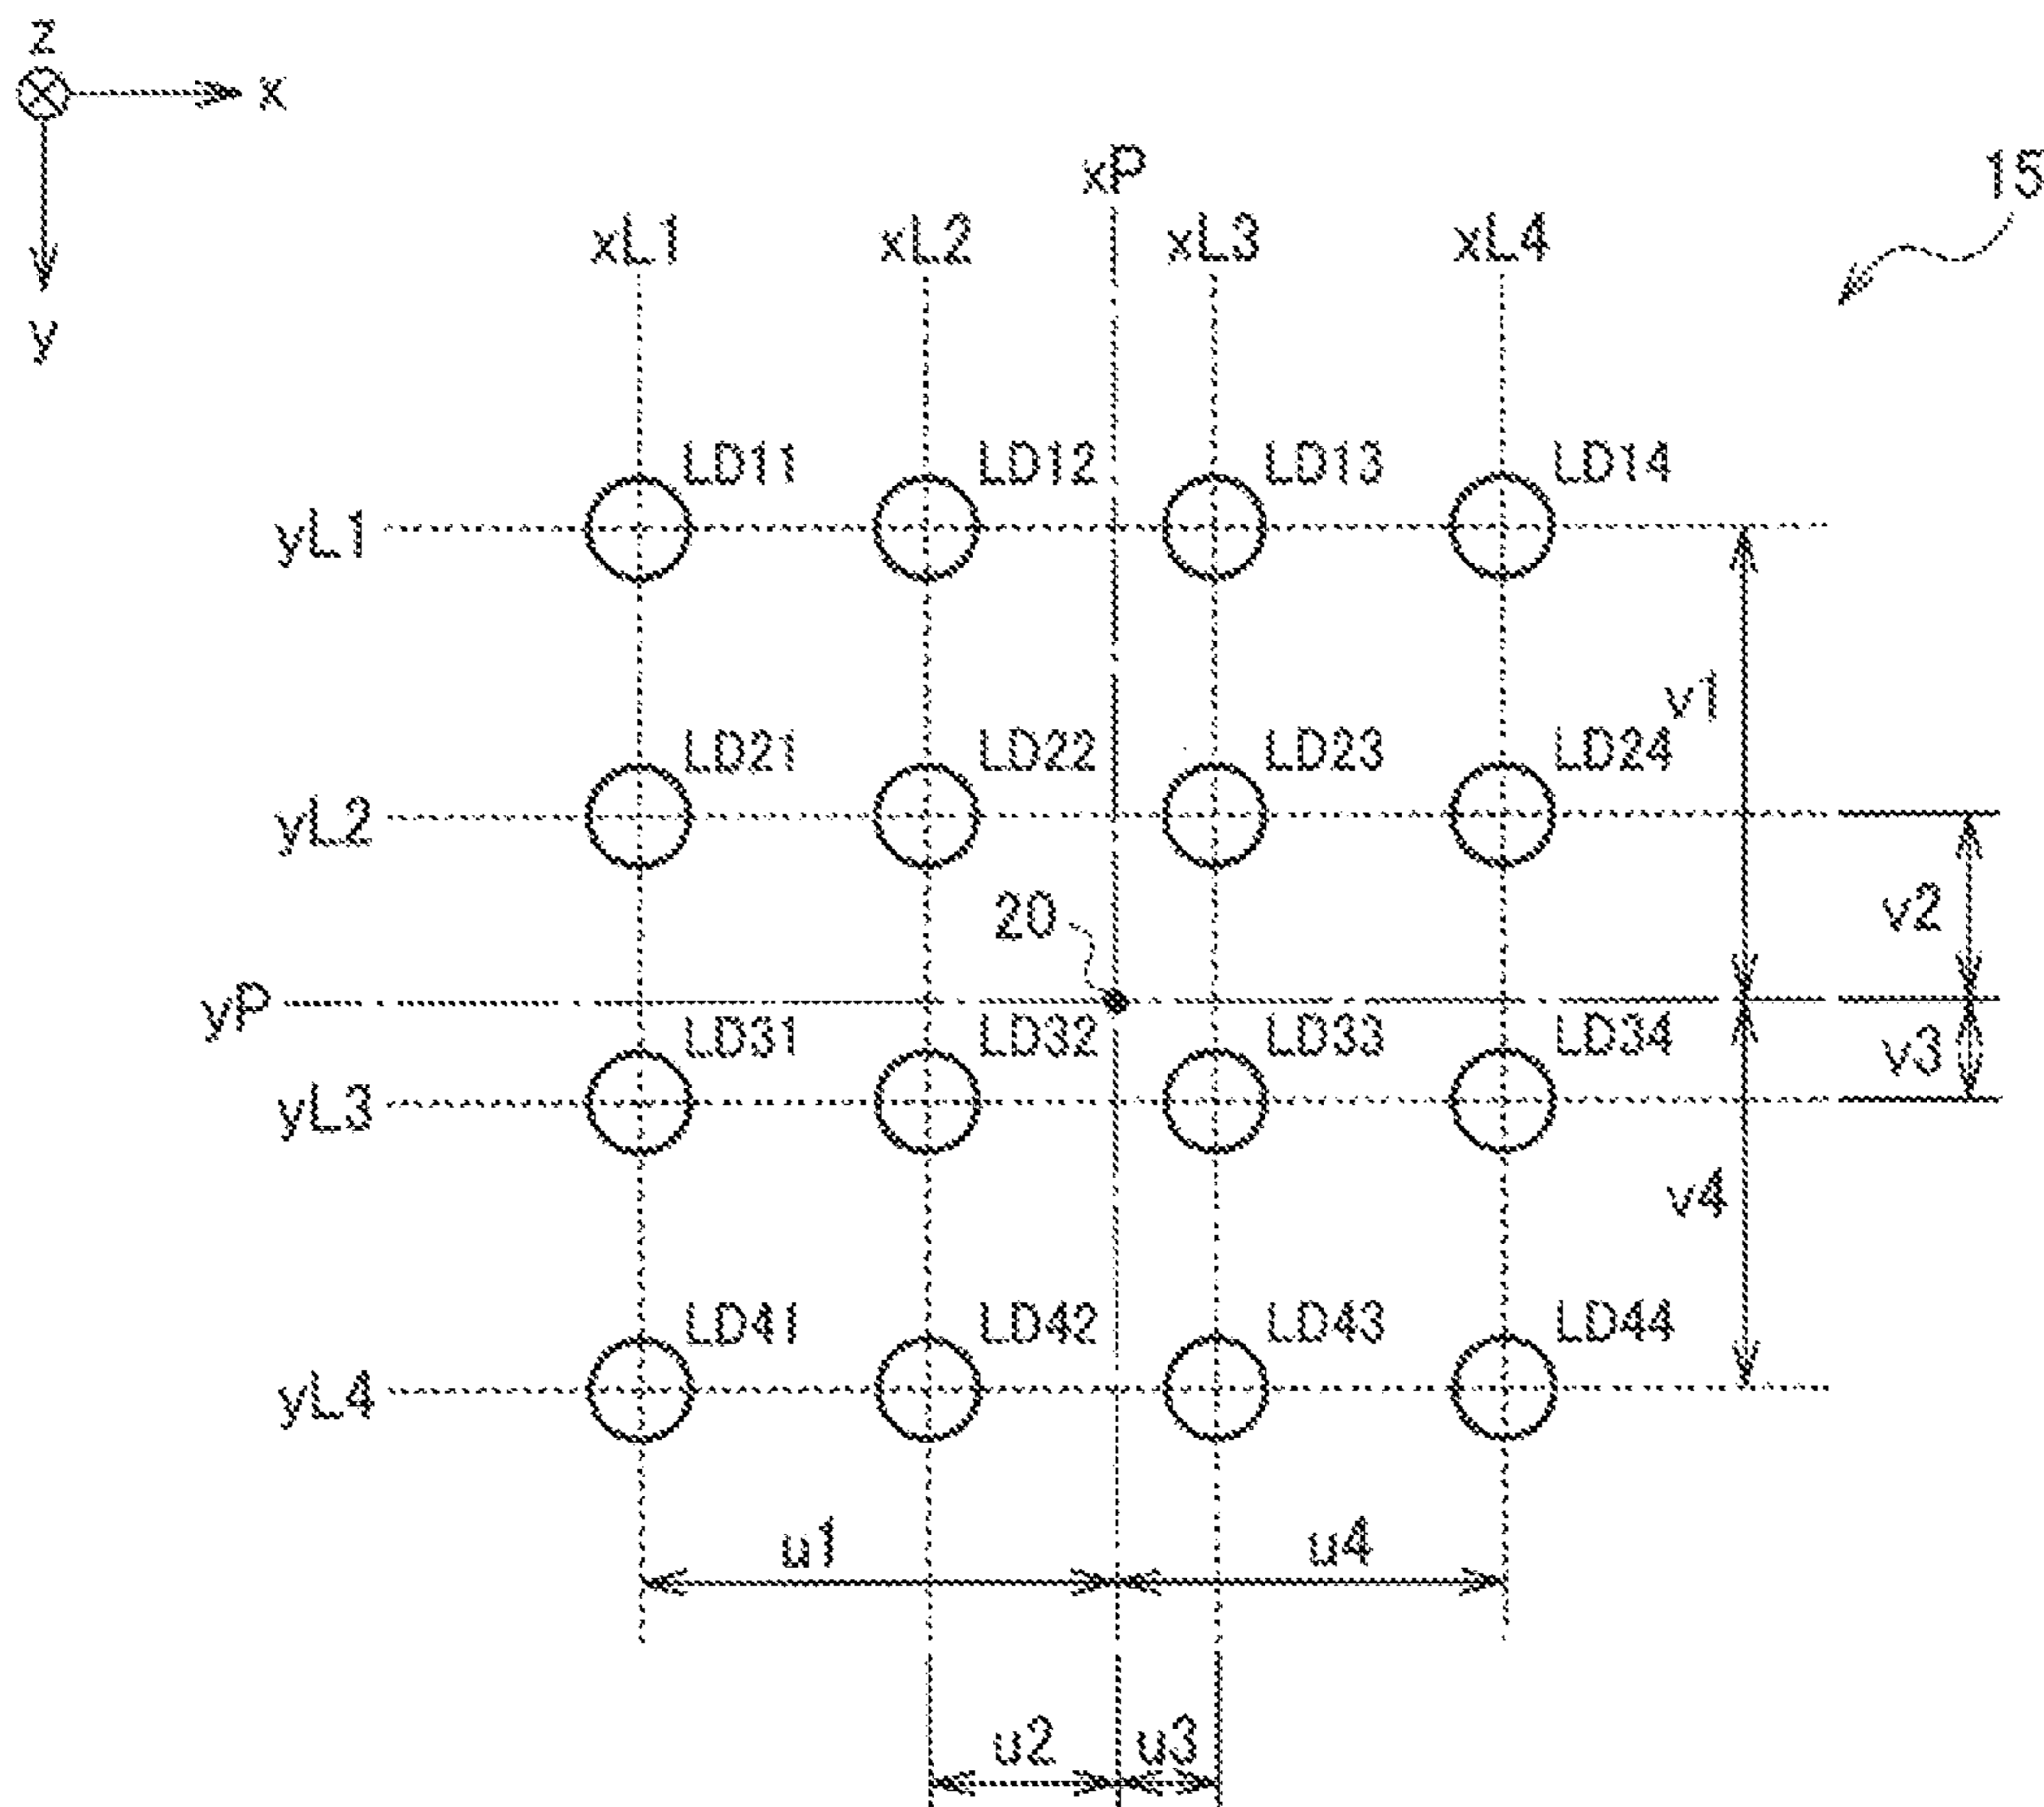 z
x
y
xP
15
xL1 xL2 xL3 xL4
LD11 LD12 LD13 LD14
yL1
v1
LD21 LD22 LD23 LD24
yL2
20
v2
yP
LD31 LD32 LD33 LD34
v3
yL3
v4
LD41 LD42 LD43 LD44
yL4
u1 u4
u2 u3